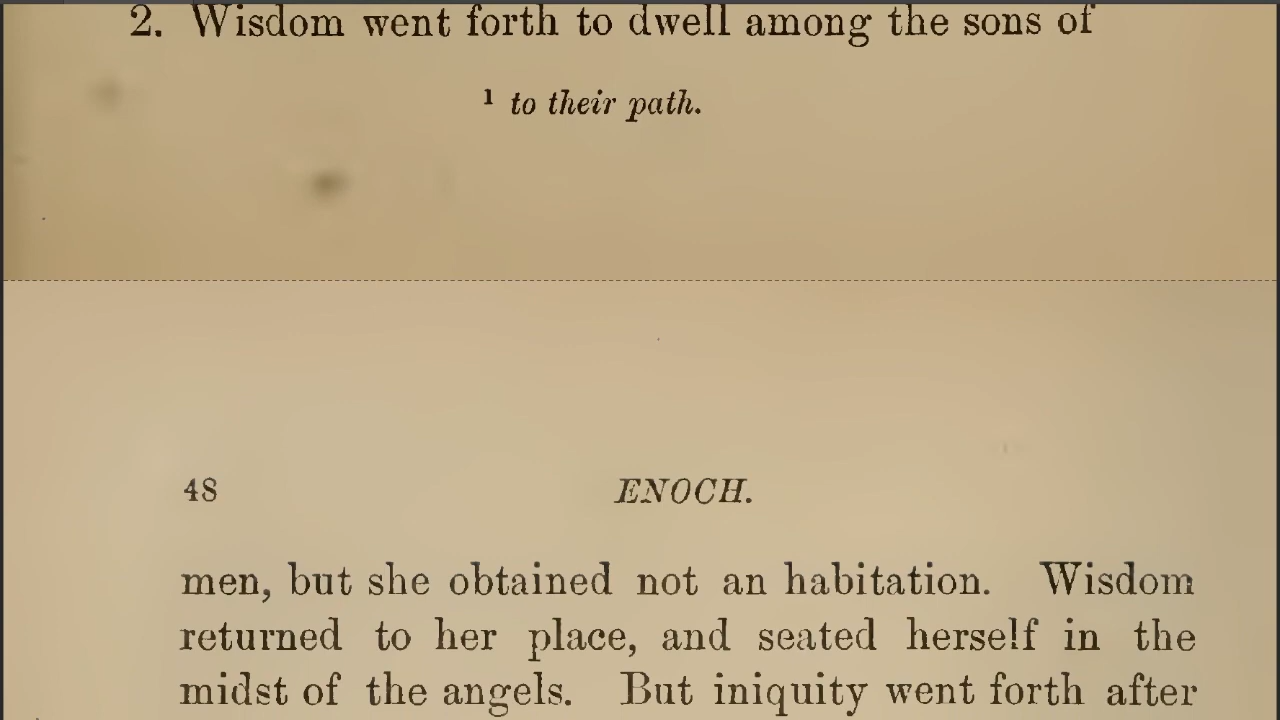 2. Wisdom went forth to dwell among the sons of
¹ to their path.
48 ENOCH.
men, but she obtained not an habitation. Wisdom
returned to her place, and seated herself in the
midst of the angels. But iniquity went forth after